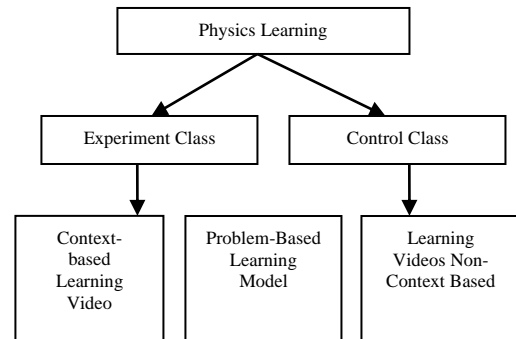 Physics Learning
Experiment Class
Control Class
Context-
based
Learning
Video
Problem-Based
Learning
Model
Learning
Videos Non-
Context Based